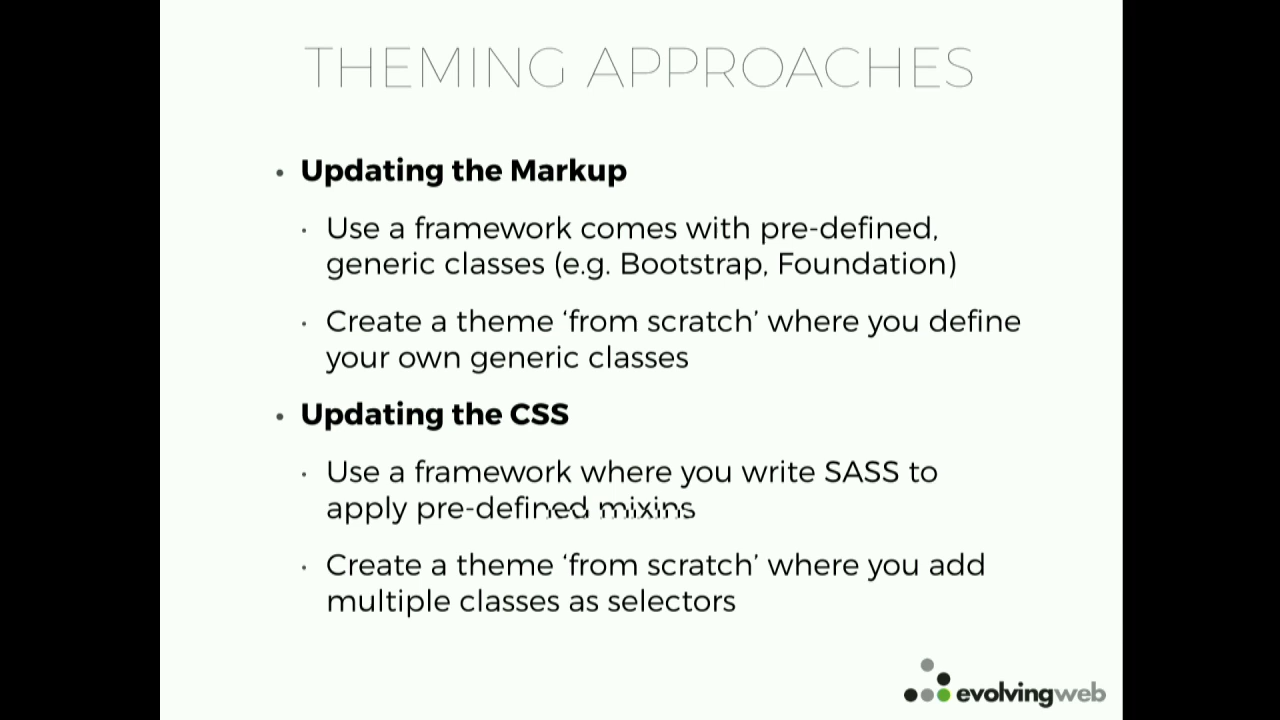 THEMING APPROACHES
• Updating the Markup
· Use a framework comes with pre-defined,
generic classes (e.g. Bootstrap, Foundation)
· Create a theme ‘from scratch’ where you define
your own generic classes
• Updating the CSS
· Use a framework where you write SASS to
apply pre-defined mixins
· Create a theme ‘from scratch’ where you add
multiple classes as selectors
evolvingweb